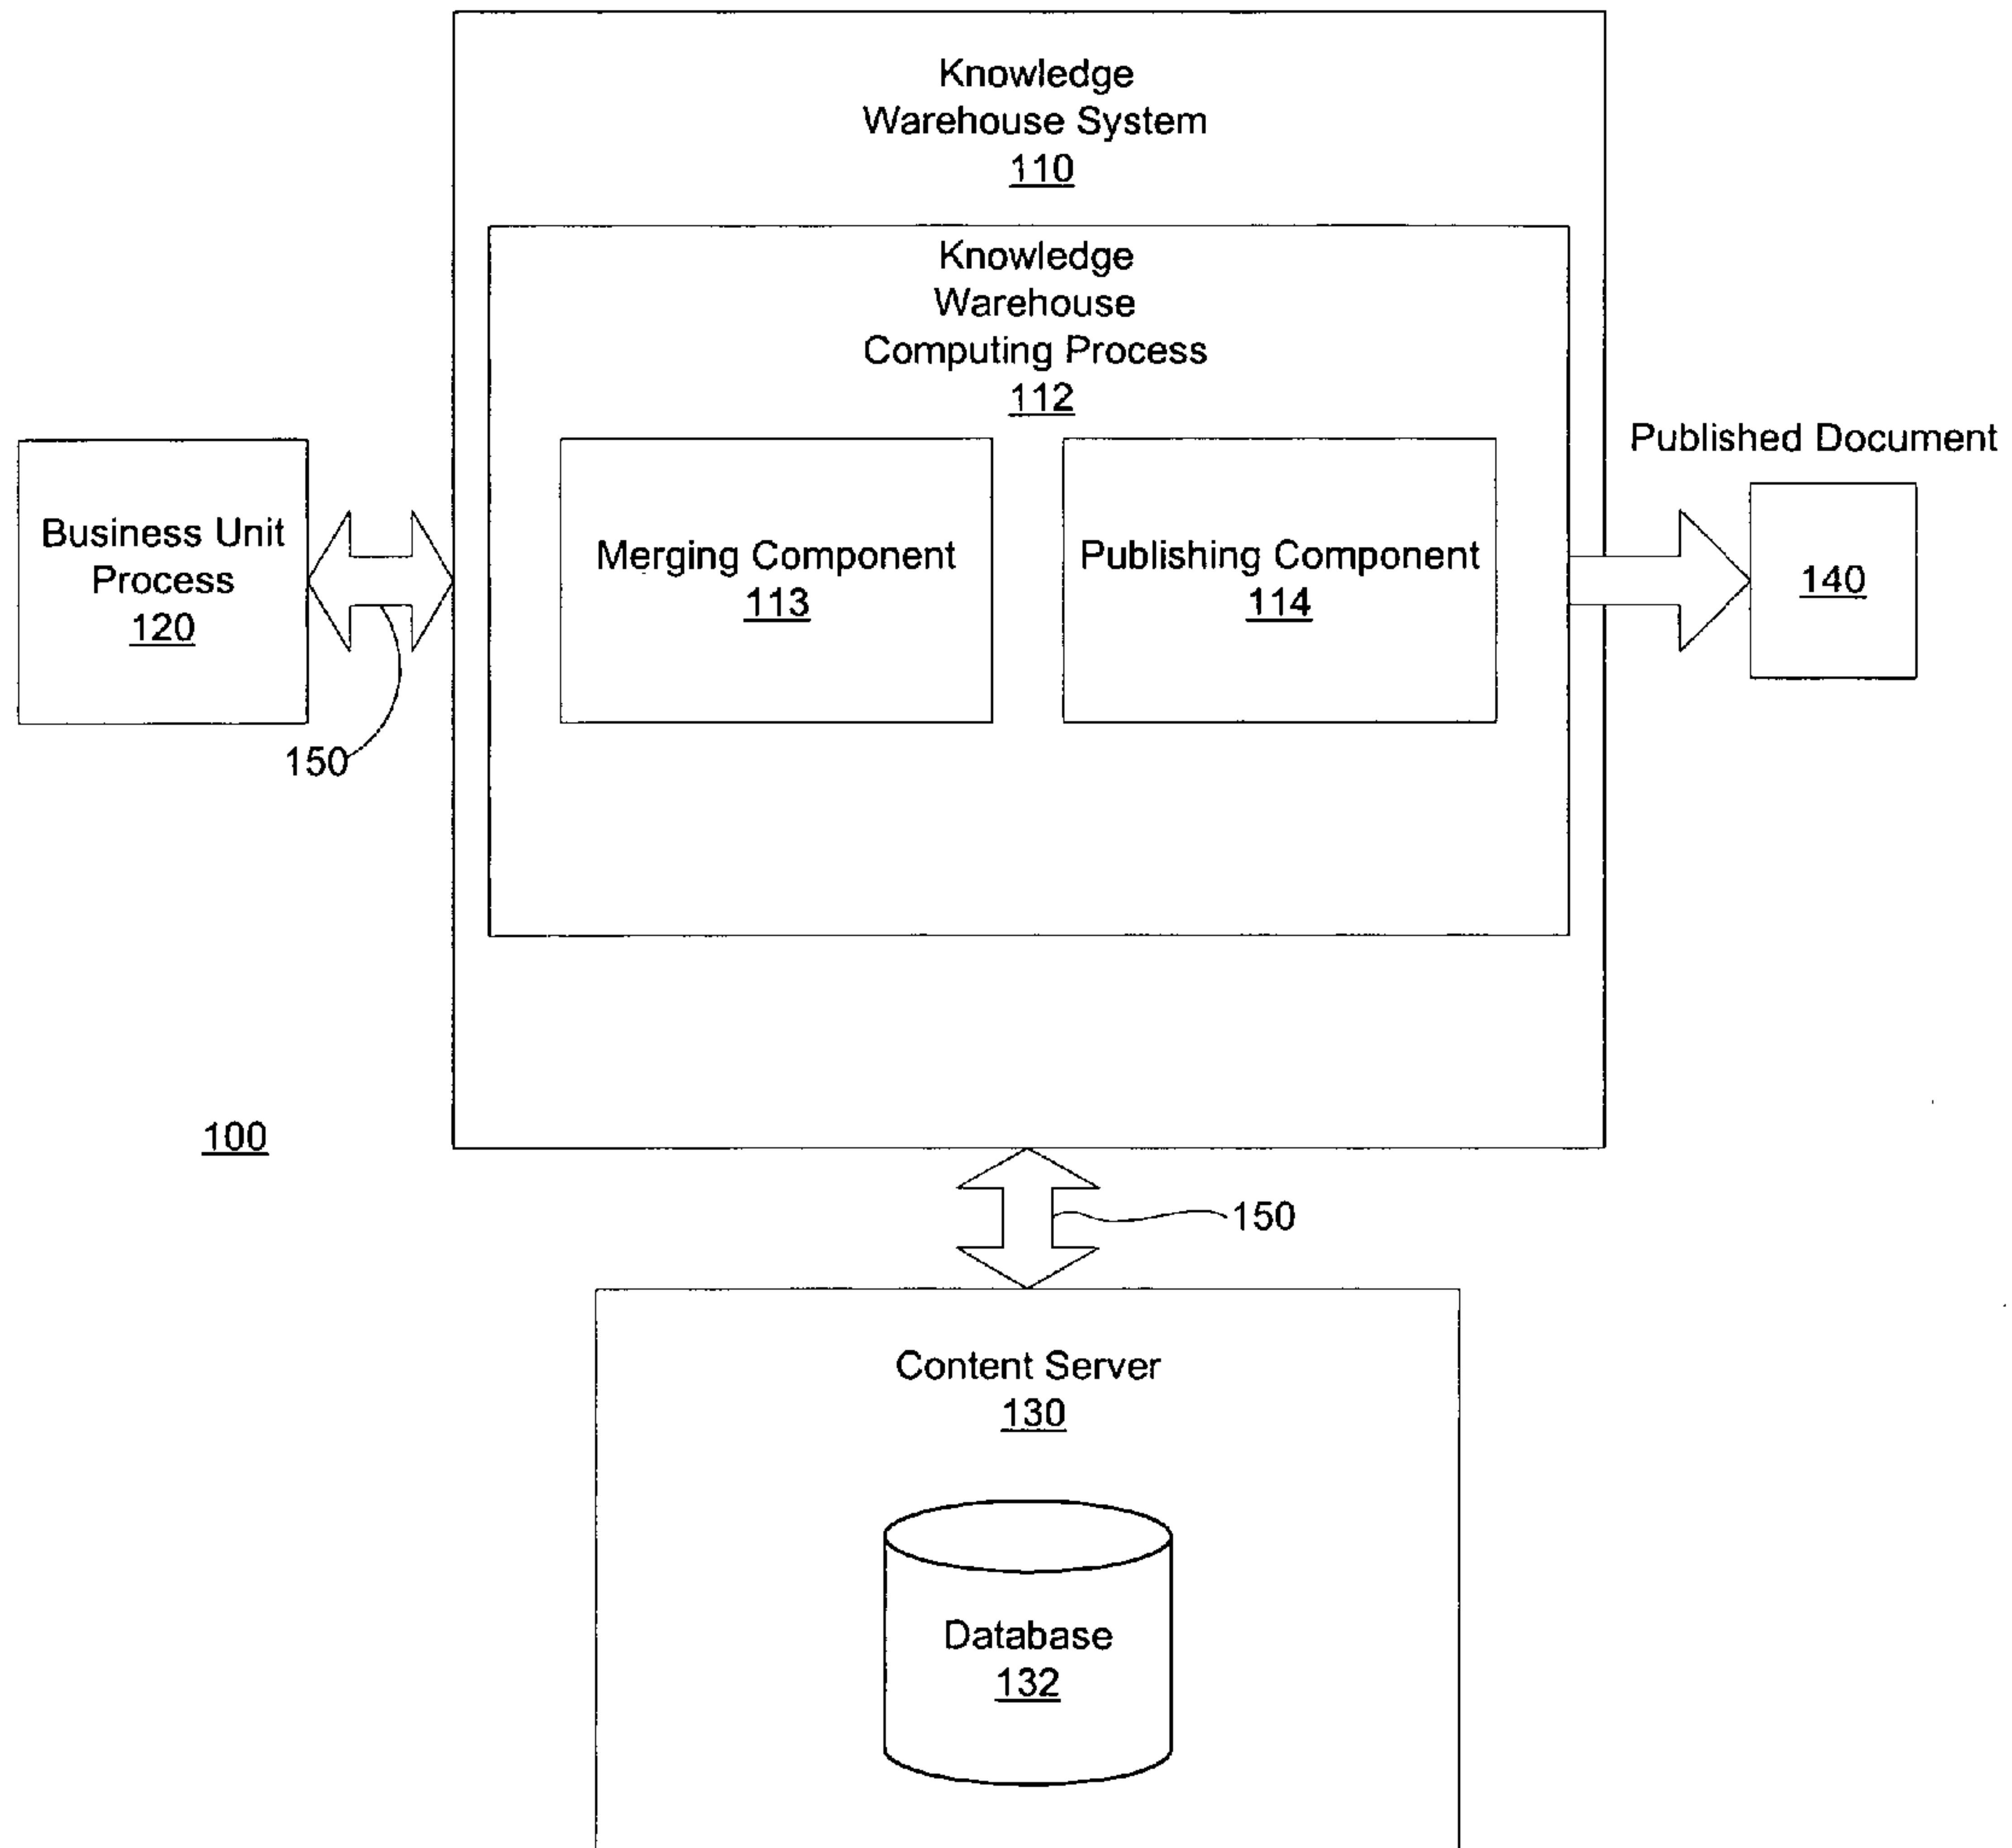 Knowledge
Warehouse System
110
Knowledge
Warehouse
Computing Process
112
Published Document
Business Unit
Process
120
Merging Component
113
Publishing Component
114
140
150
100
150
Content Server
130
Database
132